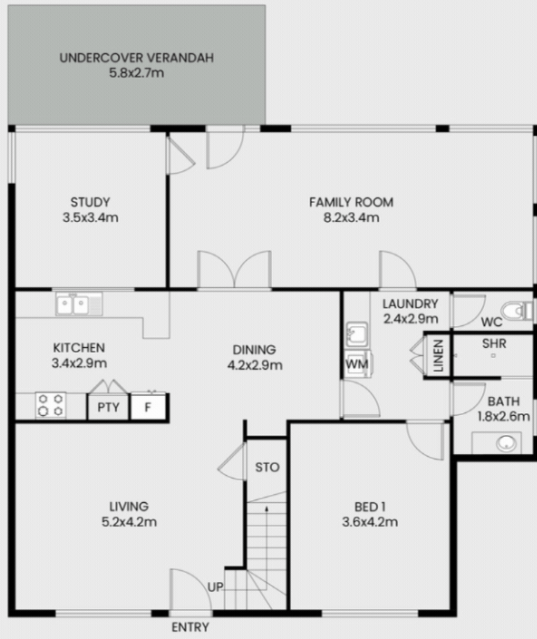 UNDERCOVER VERANDAH
5.8x2.7m
STUDY
3.5x3.4m
FAMILY ROOM
8.2x3.4m
LAUNDRY
2.4x2.9m
WC
KITCHEN
3.4x2.9m
DINING
4.2x2.9m
WM
LINEN
SHR
PTY
F
BATH
1.8x2.6m
STO
LIVING
5.2x4.2m
BED 1
3.6x4.2m
UP
ENTRY